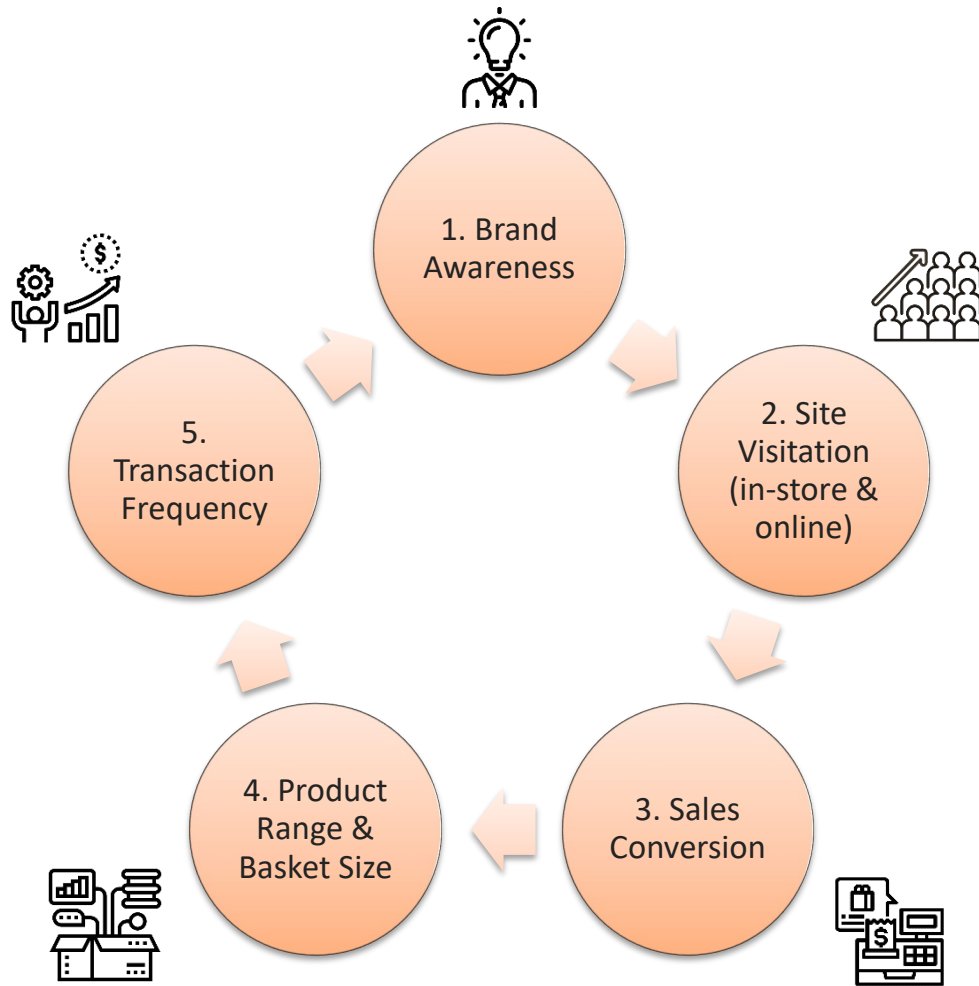 1. Brand
Awareness
2. Site
Visitation
(in-store &
online)
3. Sales
Conversion
4. Product
Range &
Basket Size
5.
Transaction
Frequency
$
$